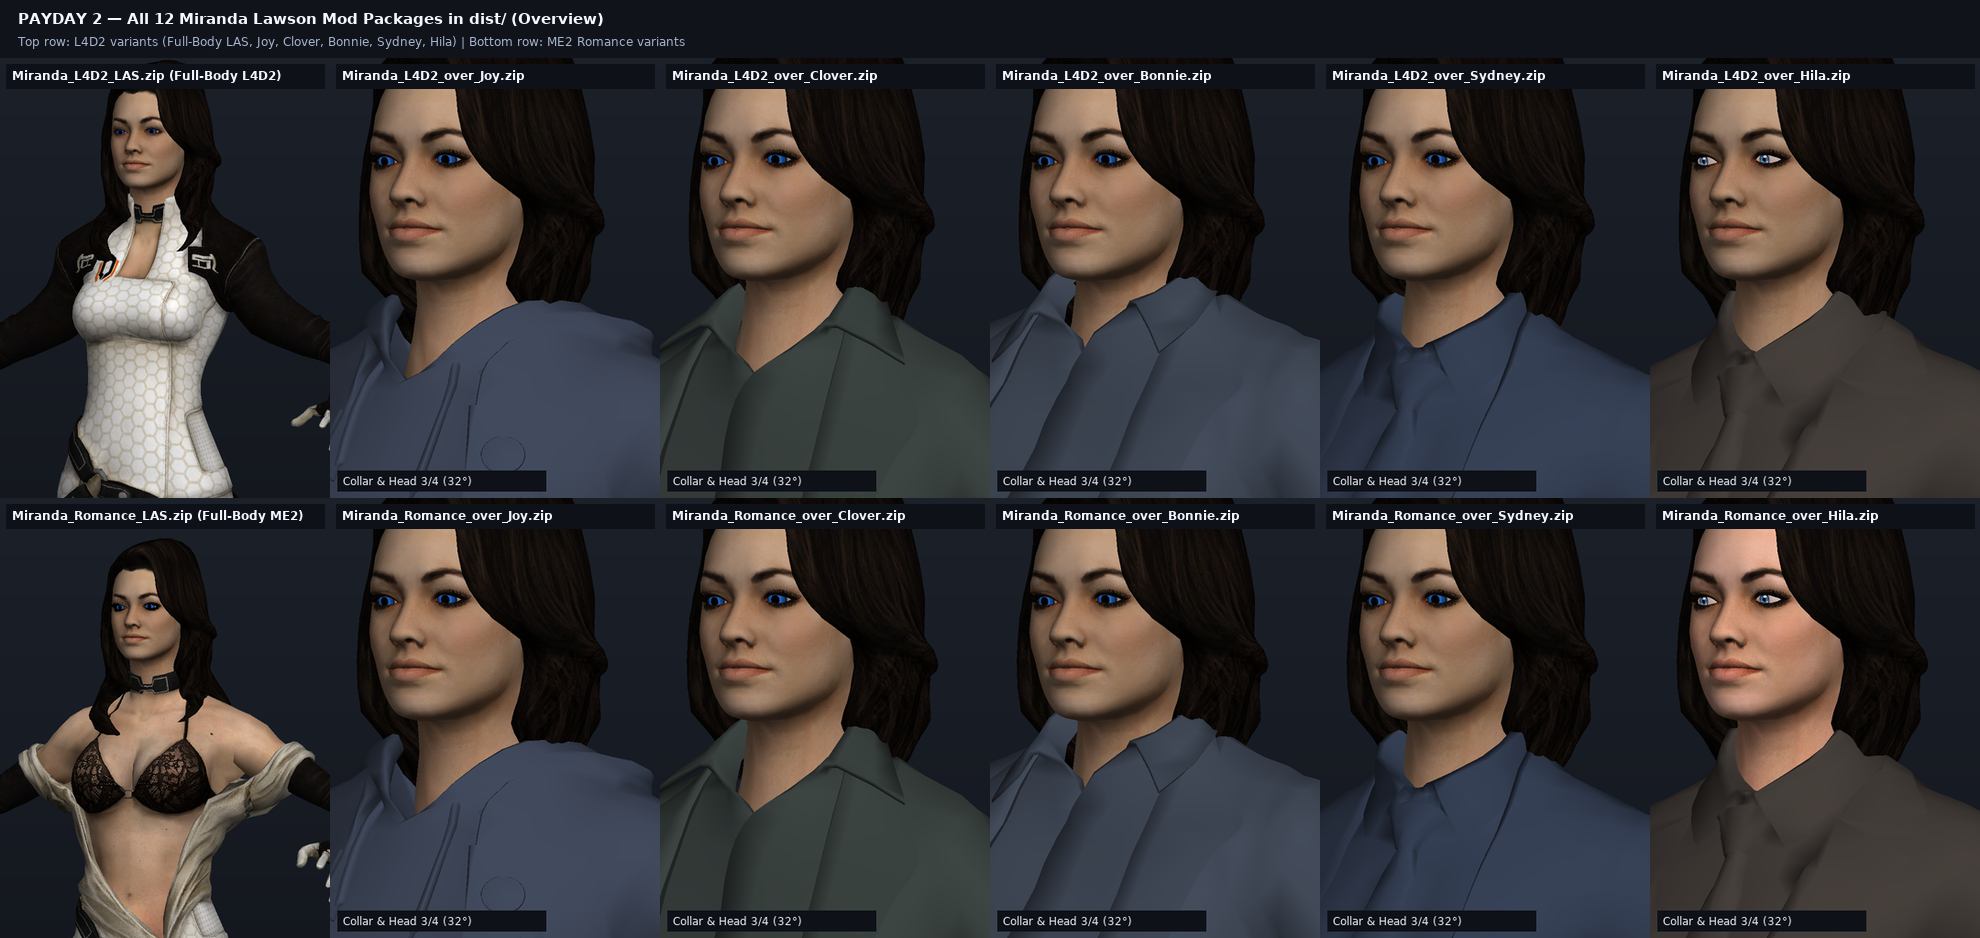 PAYDAY 2 — All 12 Miranda Lawson Mod Packages in dist/ (Overview)
Top row: L4D2 variants (Full-Body LAS, Joy, Clover, Bonnie, Sydney, Hila) | Bottom row: ME2 Romance variants
Miranda_L4D2_LAS.zip (Full-Body L4D2)
Miranda_L4D2_over_Joy.zip
Miranda_L4D2_over_Clover.zip
Miranda_L4D2_over_Bonnie.zip
Miranda_L4D2_over_Sydney.zip
Miranda_L4D2_over_Hila.zip
Collar & Head 3/4 (32°)
Collar & Head 3/4 (32°)
Collar & Head 3/4 (32°)
Collar & Head 3/4 (32°)
Collar & Head 3/4 (32°)
Miranda_Romance_LAS.zip (Full-Body ME2)
Miranda_Romance_over_Joy.zip
Miranda_Romance_over_Clover.zip
Miranda_Romance_over_Bonnie.zip
Miranda_Romance_over_Sydney.zip
Miranda_Romance_over_Hila.zip
Collar & Head 3/4 (32°)
Collar & Head 3/4 (32°)
Collar & Head 3/4 (32°)
Collar & Head 3/4 (32°)
Collar & Head 3/4 (32°)